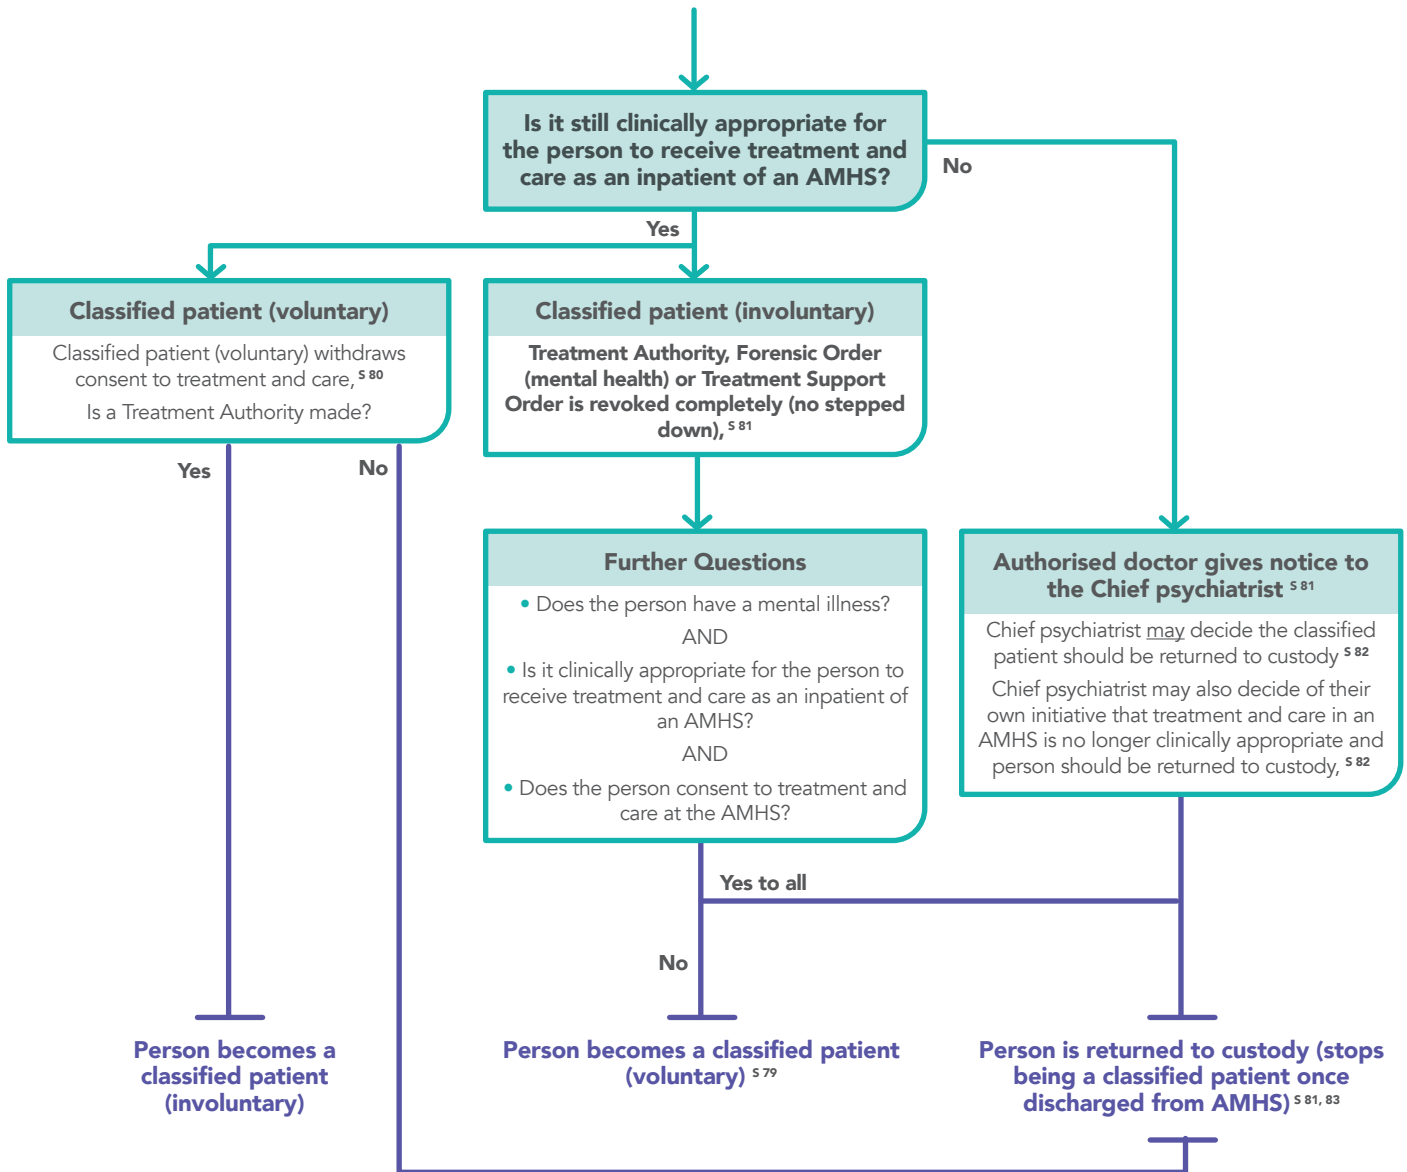 Is it still clinically appropriate for
the person to receive treatment and
care as an inpatient of an AMHS?
No
Yes
Classified patient (voluntary)
Classified patient (voluntary) withdraws
consent to treatment and care, S 80
Is a Treatment Authority made?
Classified patient (involuntary)
Treatment Authority, Forensic Order
(mental health) or Treatment Support
Order is revoked completely (no stepped
down), S 81
Yes
No
Further Questions
• Does the person have a mental illness?
AND
• Is it clinically appropriate for the person to
receive treatment and care as an inpatient of
an AMHS?
AND
• Does the person consent to treatment and
care at the AMHS?
Authorised doctor gives notice to
the Chief psychiatrist S 81
Chief psychiatrist may decide the classified
patient should be returned to custody S 82
Chief psychiatrist may also decide of their
own initiative that treatment and care in an
AMHS is no longer clinically appropriate and
person should be returned to custody, S 82
Yes to all
No
Person becomes a
classified patient
(involuntary)
Person becomes a classified patient
(voluntary) S 79
Person is returned to custody (stops
being a classified patient once
discharged from AMHS) S 81, 83